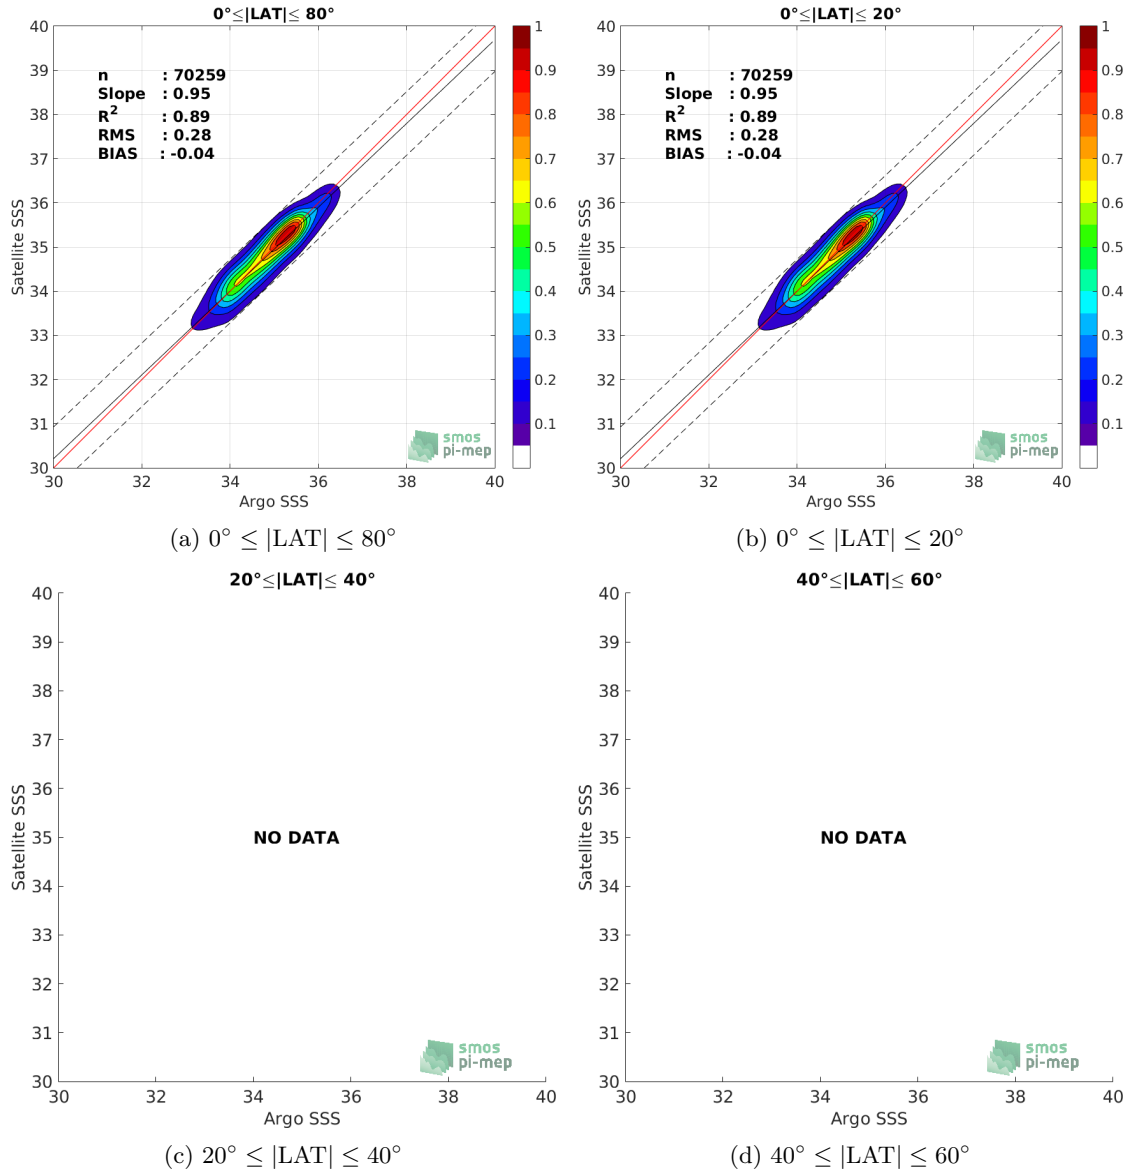 0°≤|LAT|≤ 80°
40
39
38
37
36
35
34
33
32
31
30
Satellite SSS
n : 70259
Slope : 0.95
R² : 0.89
RMS : 0.28
BIAS : -0.04
smos
pi-mep
30 32 34 36 38 40
Argo SSS
1
0.9
0.8
0.7
0.6
0.5
0.4
0.3
0.2
0.1
(a) 0° ≤ |LAT| ≤ 80°
0°≤|LAT|≤ 20°
40
39
38
37
36
35
34
33
32
31
30
Satellite SSS
n : 70259
Slope : 0.95
R² : 0.89
RMS : 0.28
BIAS : -0.04
smos
pi-mep
30 32 34 36 38 40
Argo SSS
1
0.9
0.8
0.7
0.6
0.5
0.4
0.3
0.2
0.1
(b) 0° ≤ |LAT| ≤ 20°
20°≤|LAT|≤ 40°
40
39
38
37
36
35
34
33
32
31
30
Satellite SSS
NO DATA
smos
pi-mep
30 32 34 36 38 40
Argo SSS
(c) 20° ≤ |LAT| ≤ 40°
40°≤|LAT|≤ 60°
40
39
38
37
36
35
34
33
32
31
30
Satellite SSS
NO DATA
smos
pi-mep
30 32 34 36 38 40
Argo SSS
(d) 40° ≤ |LAT| ≤ 60°